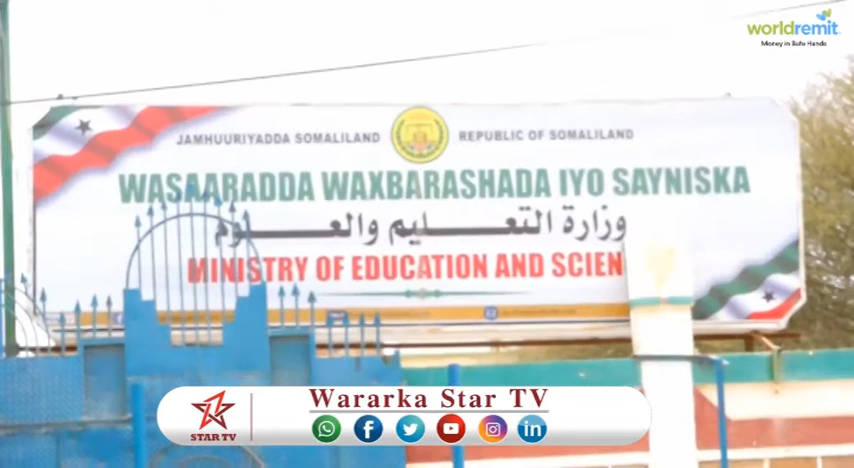 worldremit
Money in Safe Hands
JAMHUURIYADDA SOMALILAND
REPUBLIC OF SOMALILAND
WASAARADDA WAXBARASHADA IYO SAYNISKA
وزارة التعليم والعلوم
MINISTRY OF EDUCATION AND SCIEN
Wararka Star TV
STAR TV